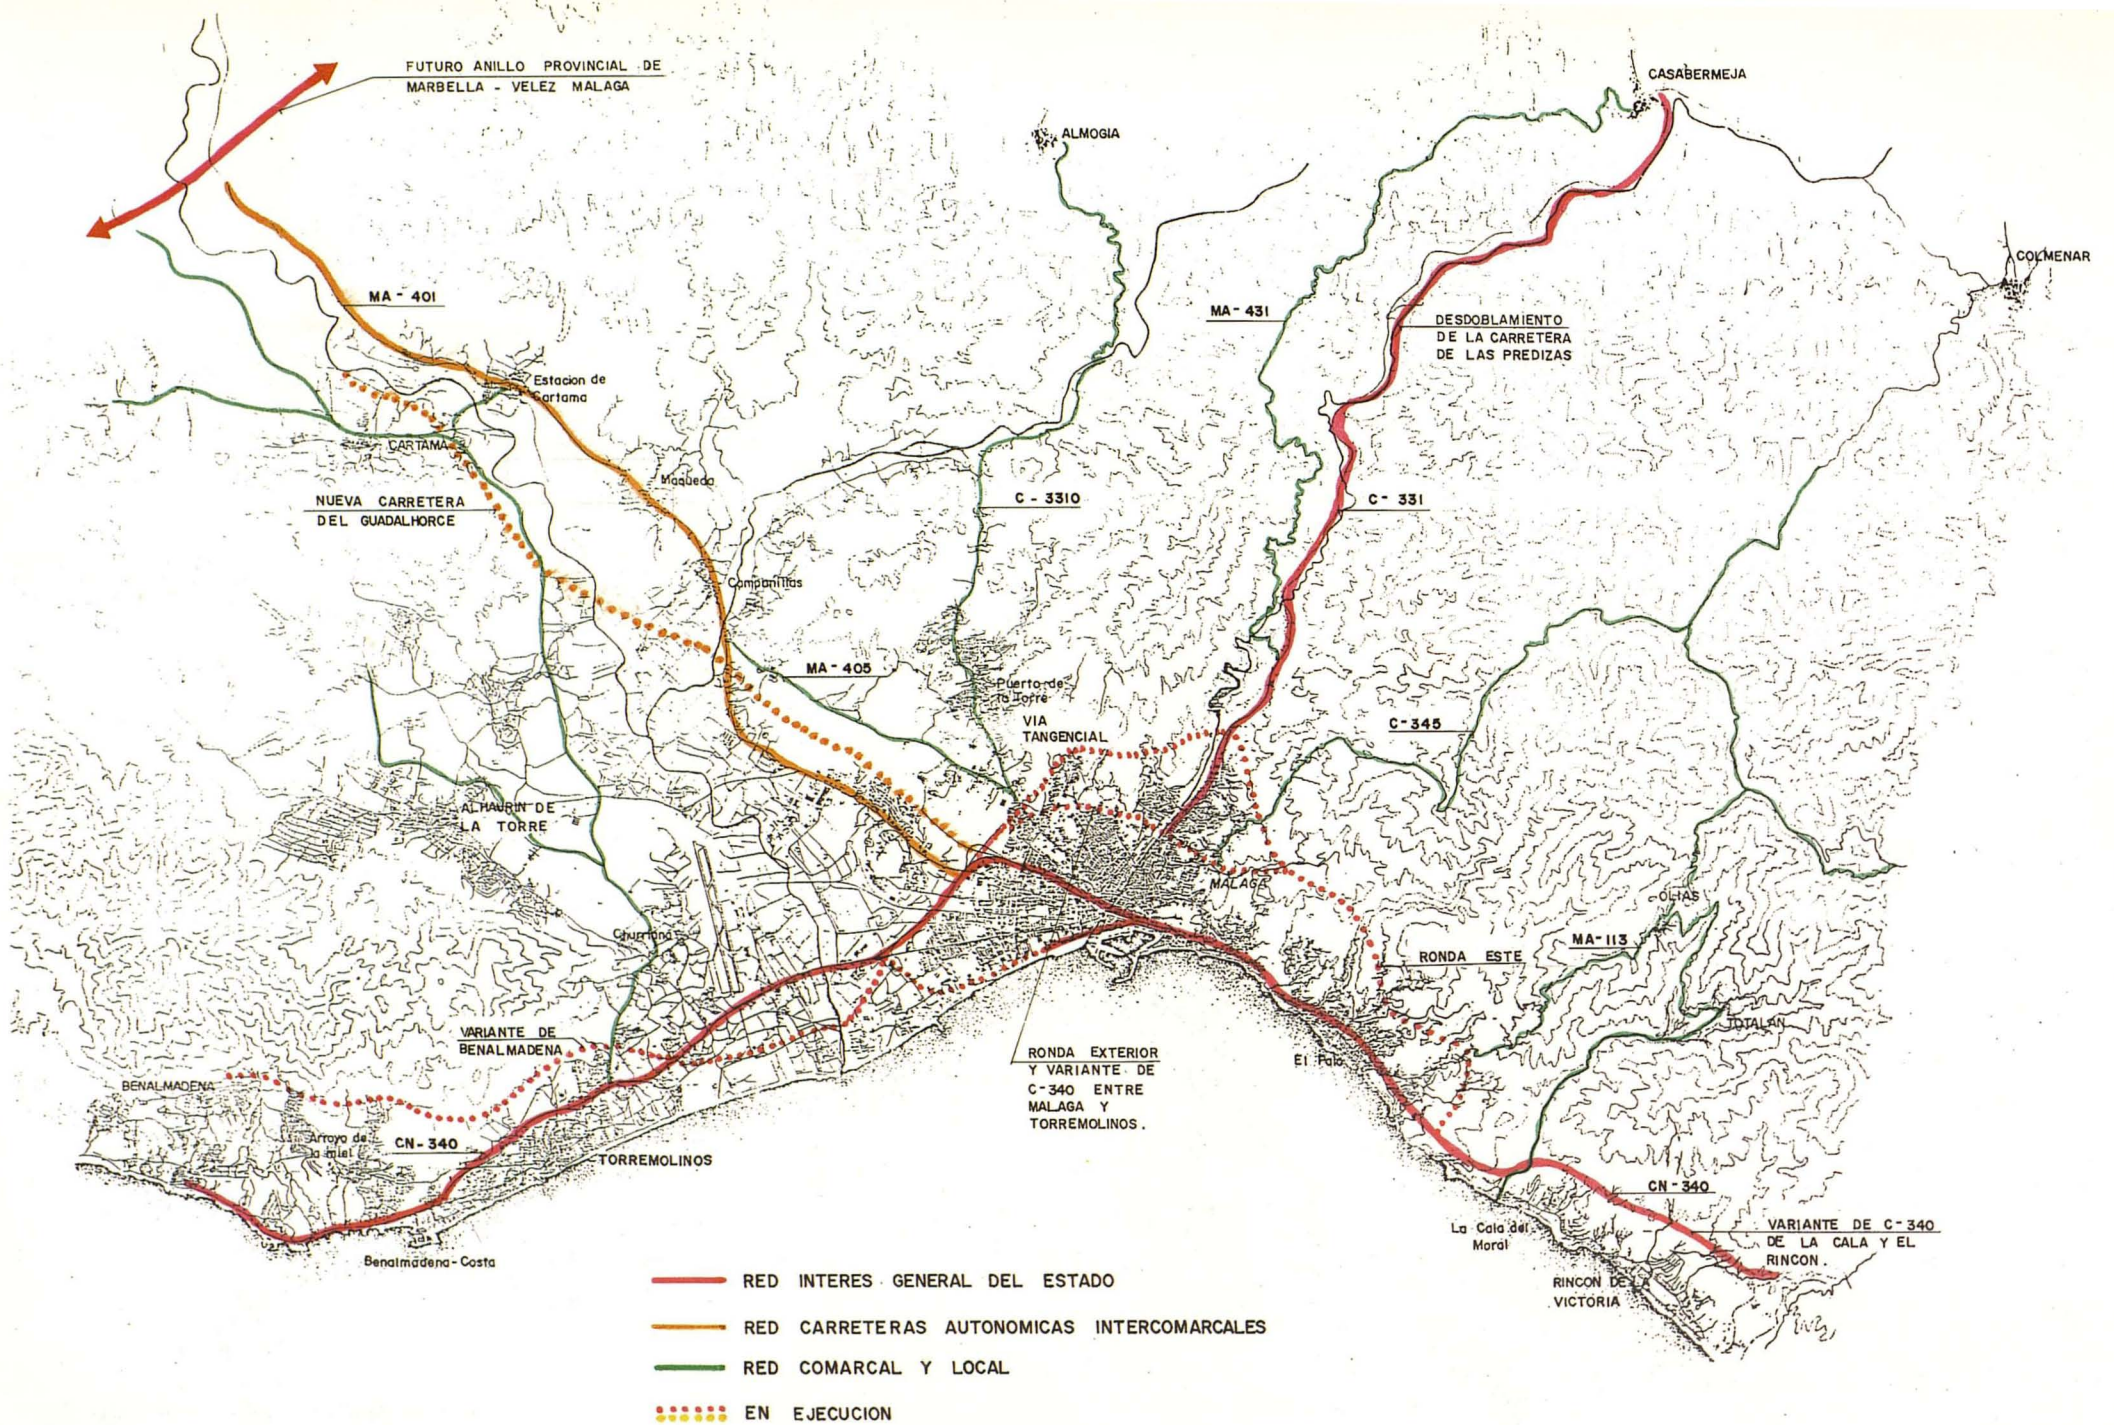 FUTURO ANILLO PROVINCIAL DE
MARBELLA - VELEZ MALAGA
CASABERMEJA
ALMOGIA
COLMENAR
MA - 401
MA - 431
DESDOBLAMIENTO
DE LA CARRETERA
DE LAS PREDIZAS
Estacion de
Cartama
CARTAMA
Maqueda
NUEVA CARRETERA
DEL GUADALHORCE
C - 3310
C - 331
Campanillas
MA - 405
Puerto de
la Torre
VIA
TANGENCIAL
C - 345
ALHAURIN DE
LA TORRE
MALAGA
OLIAS
Churriana
MA - 113
RONDA ESTE
VARIANTE DE
BENALMADENA
TOTALAN
RONDA EXTERIOR
Y VARIANTE DE
C - 340 ENTRE
MALAGA Y
TORREMOLINOS.
El Palo
BENALMADENA
Arroyo de
la miel
CN - 340
TORREMOLINOS
CN - 340
La Cala del
Moral
VARIANTE DE C - 340
DE LA CALA Y EL
RINCON.
Benalmadena - Costa
RINCON DE LA
VICTORIA
RED INTERES GENERAL DEL ESTADO
RED CARRETERAS AUTONOMICAS INTERCOMARCALES
RED COMARCAL Y LOCAL
EN EJECUCION